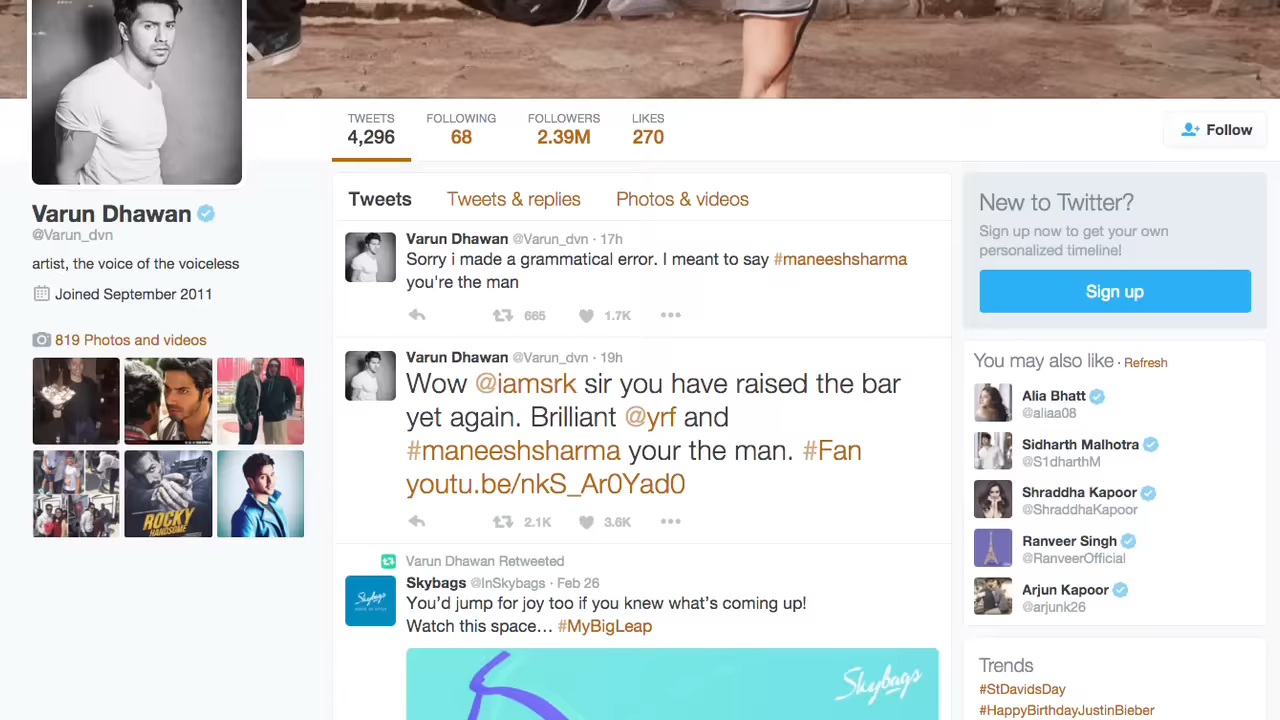 TWEETS
4,296
FOLLOWING
68
FOLLOWERS
2.39M
LIKES
270
Follow
Varun Dhawan
@Varun_dvn
artist, the voice of the voiceless
Joined September 2011
819 Photos and videos
ROCKY
HANDSOME
Tweets Tweets & replies Photos & videos
Varun Dhawan @Varun_dvn · 17h
Sorry i made a grammatical error. I meant to say #maneeshsharma
you're the man
665 1.7K
Varun Dhawan @Varun_dvn · 19h
Wow @iamsrk sir you have raised the bar
yet again. Brilliant @yrf and
#maneeshsharma your the man. #Fan
youtu.be/nkS_Ar0Yad0
2.1K 3.6K
Varun Dhawan Retweeted
Skybags @InSkybags · Feb 26
Skybags
You’d jump for joy too if you knew what’s coming up!
Watch this space… #MyBigLeap
Skybags
New to Twitter?
Sign up now to get your own
personalized timeline!
Sign up
You may also like · Refresh
Alia Bhatt
@aliaa08
Sidharth Malhotra
@S1dharthM
Shraddha Kapoor
@ShraddhaKapoor
Ranveer Singh
@RanveerOfficial
Arjun Kapoor
@arjunk26
Trends
#StDavidsDay
#HappyBirthdayJustinBieber